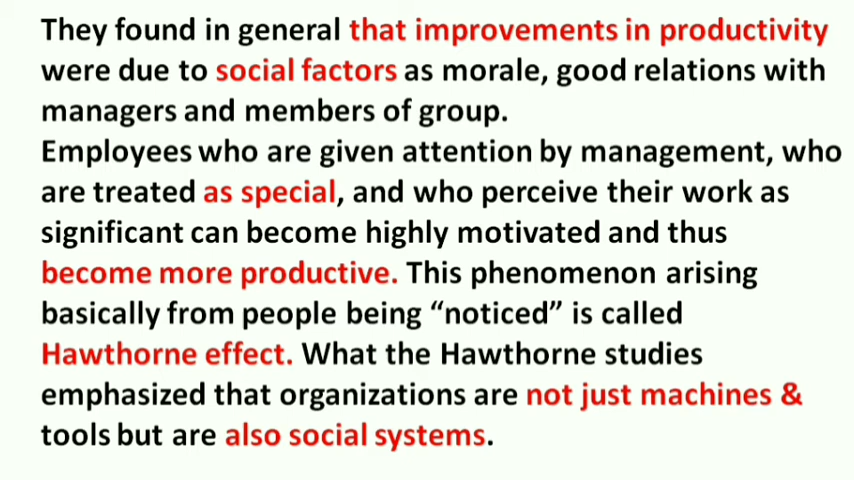 They found in general that improvements in productivity
were due to social factors as morale, good relations with
managers and members of group.
Employees who are given attention by management, who
are treated as special, and who perceive their work as
significant can become highly motivated and thus
become more productive. This phenomenon arising
basically from people being “noticed” is called
Hawthorne effect. What the Hawthorne studies
emphasized that organizations are not just machines &
tools but are also social systems.